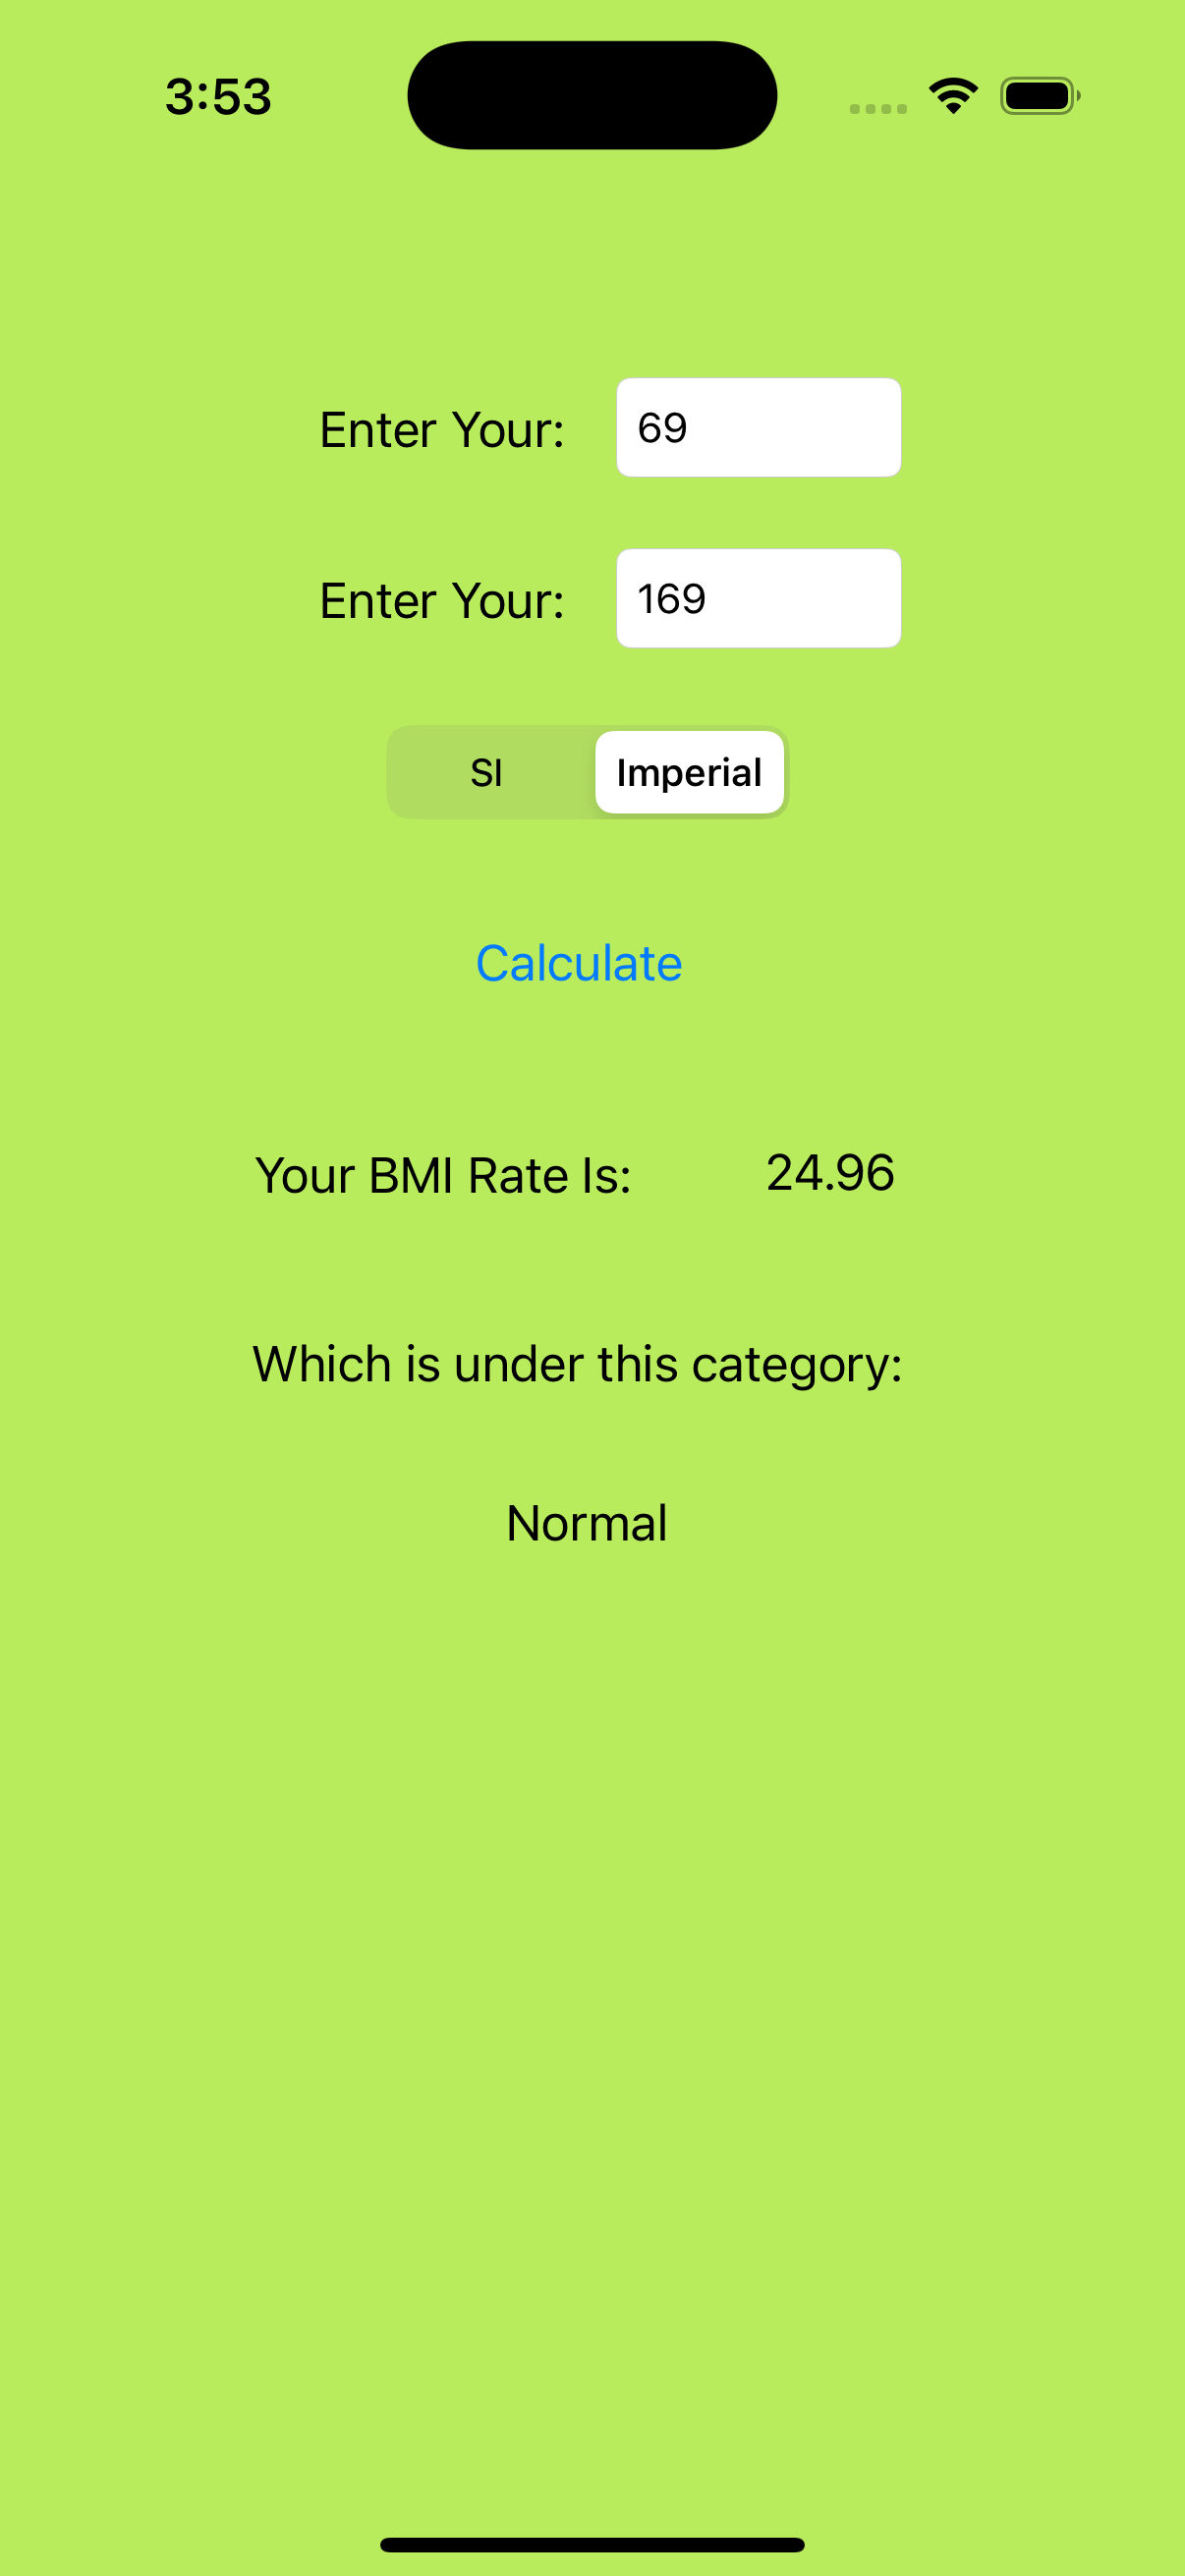 3:53
Enter Your: 69
Enter Your: 169
SI Imperial
Calculate
Your BMI Rate Is: 24.96
Which is under this category:
Normal